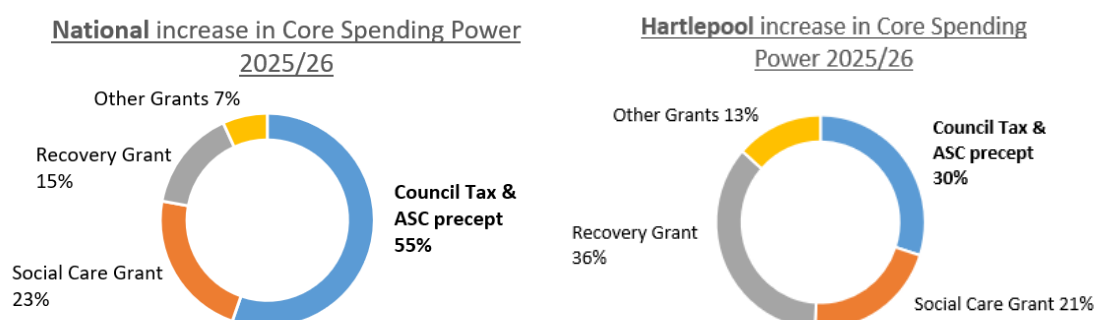 National increase in Core Spending Power
2025/26
Other Grants 7%
Recovery Grant
15%
Council Tax &
ASC precept
55%
Social Care Grant
23%
Hartlepool increase in Core Spending
Power 2025/26
Other Grants 13%
Council Tax &
ASC precept
30%
Recovery Grant
36%
Social Care Grant 21%